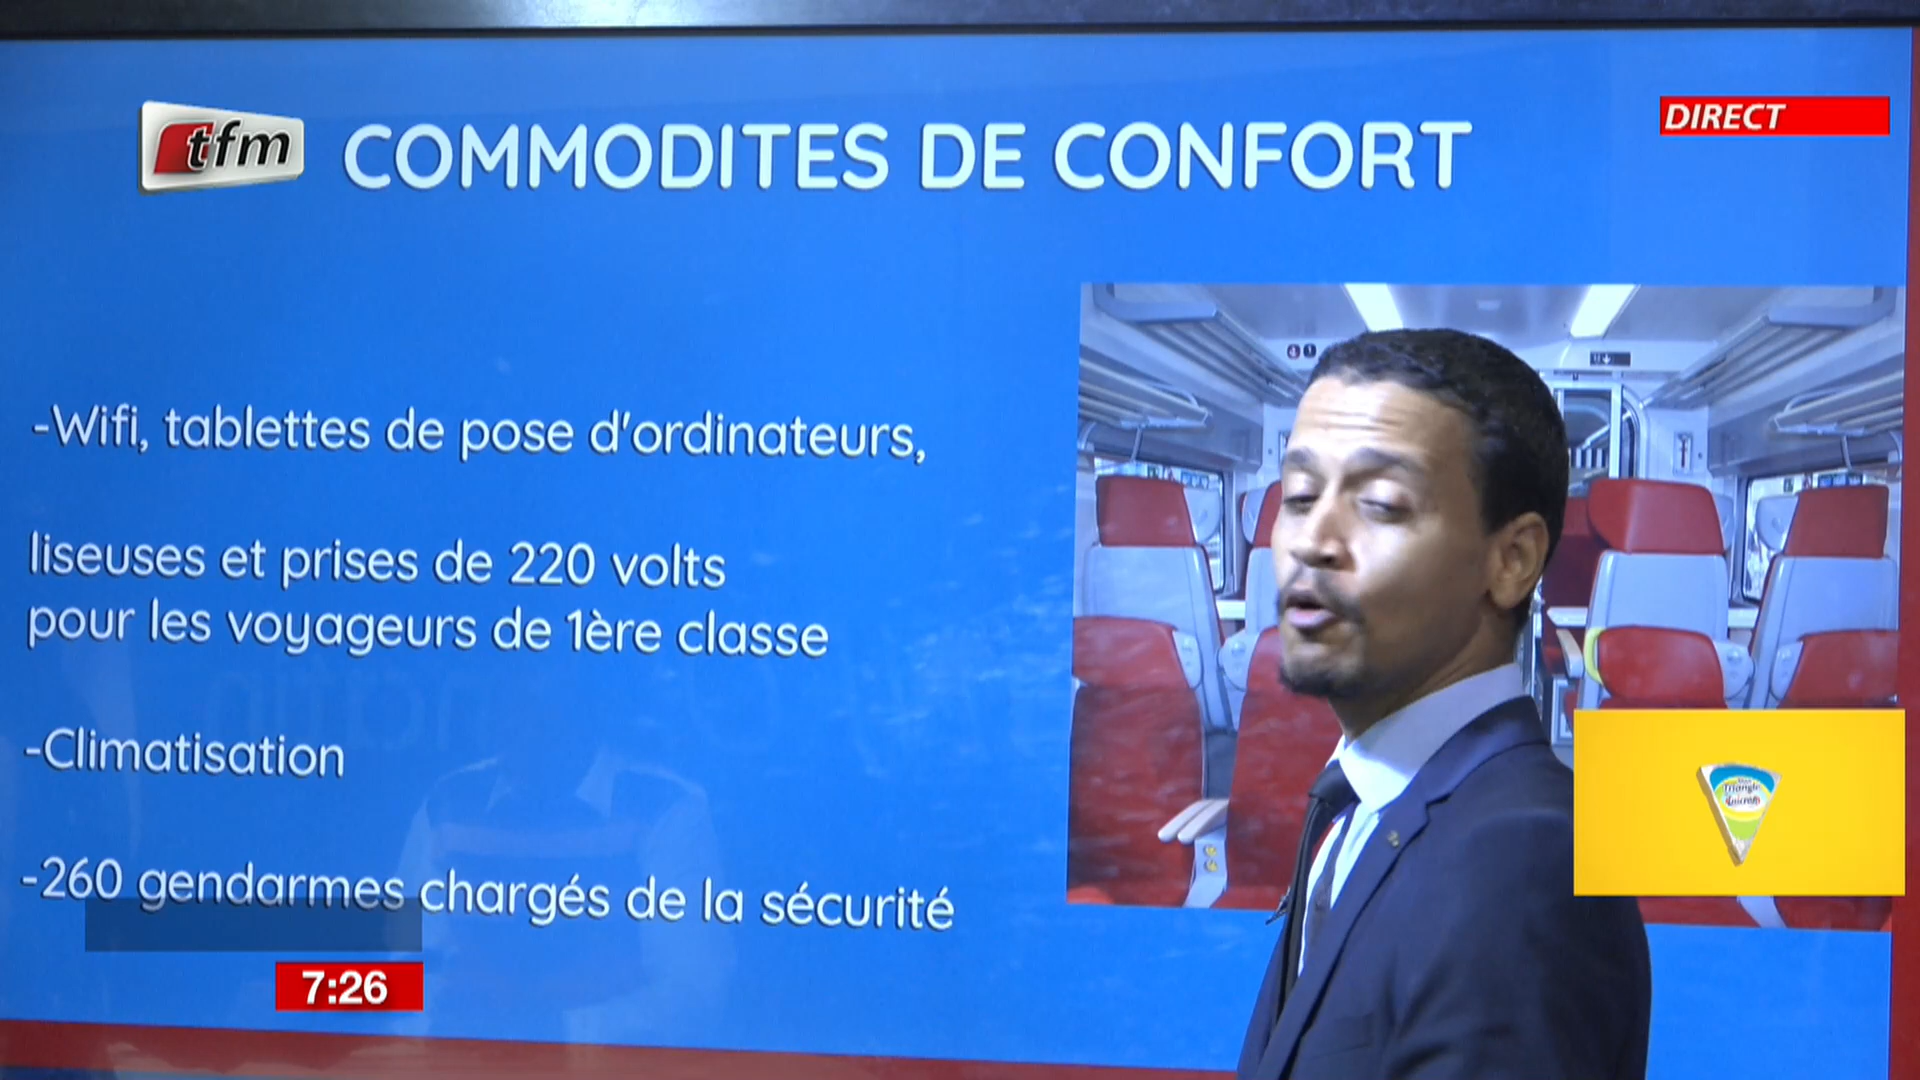 tfm
COMMODITES DE CONFORT
DIRECT
-Wifi, tablettes de pose d'ordinateurs,
liseuses et prises de 220 volts
pour les voyageurs de 1ère classe
-Climatisation
-260 gendarmes chargés de la sécurité
7:26
Triangle